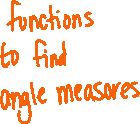 functions
to find
angle measures